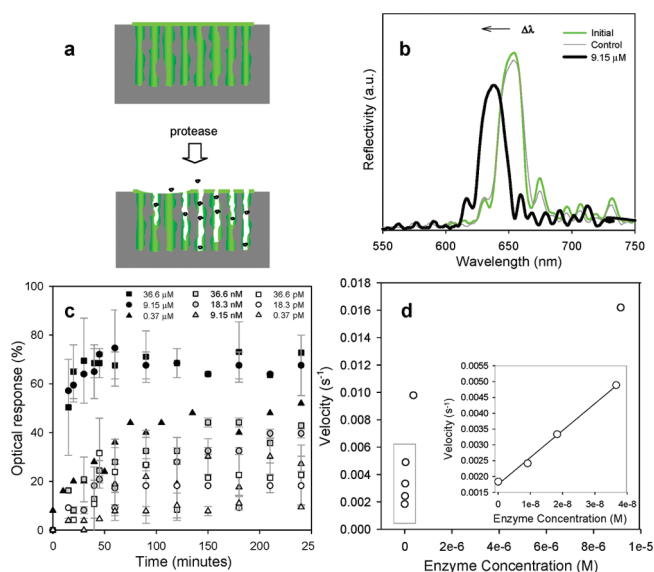 a
protease
b
Δλ
Initial
Control
9.15 μM
Reflectivity (a.u.)
550 600 650 700 750
Wavelength (nm)
c
36.6 μM 36.6 nM 36.6 pM
9.15 μM 18.3 nM 18.3 pM
0.37 μM 9.15 nM 0.37 pM
100
80
60
40
20
0
Optical response (%)
0 50 100 150 200 24
Time (minutes)
d
0.018
0.016
0.014
0.012
0.010
0.008
0.006
0.004
0.002
0.000
Velocity (s-1)
0 2e-6 4e-6 6e-6 8e-6 1e-5
Enzyme Concentration (M)
0.0055
0.0050
0.0045
0.0040
0.0035
0.0030
0.0025
0.0020
0.0015
Velocity (s-1)
0 1e-8 2e-8 3e-8 4e-8
Enzyme Concentration (M)